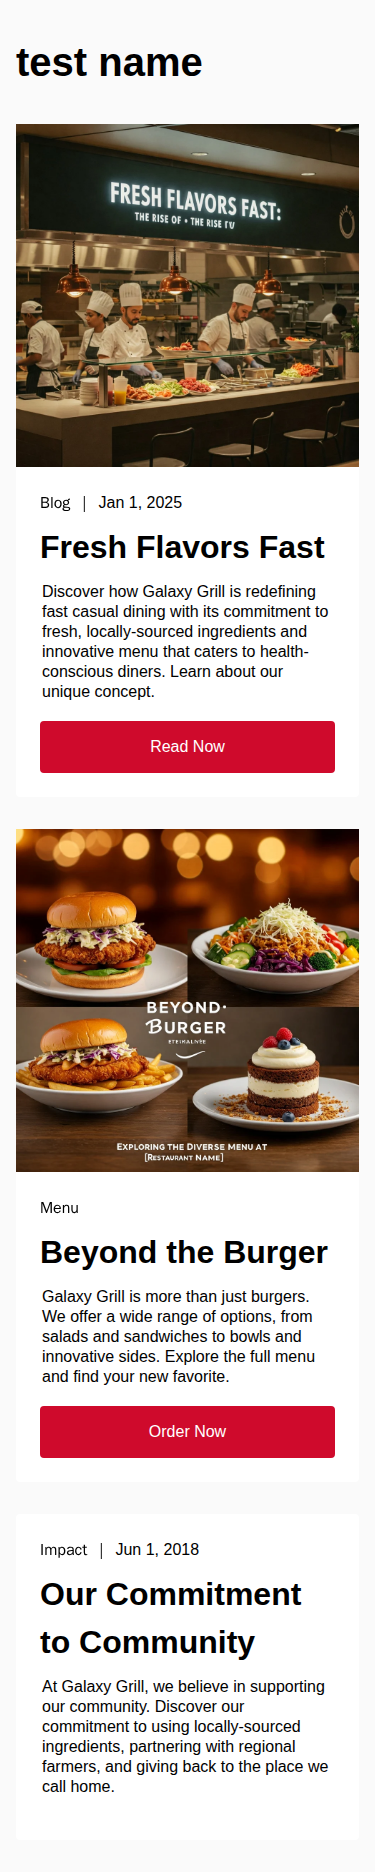 test name
FRESH FLAVORS FAST:
THE RISE OF • THE RISE
Blog | Jan 1, 2025
Fresh Flavors Fast
Discover how Galaxy Grill is redefining
fast casual dining with its commitment to
fresh, locally-sourced ingredients and
innovative menu that caters to health-
conscious diners. Learn about our
unique concept.
Read Now
BEYOND·
BURGER
EXPLORING THE DIVERSE MENU AT
[RESTAURANT NAME]
Menu
Beyond the Burger
Galaxy Grill is more than just burgers.
We offer a wide range of options, from
salads and sandwiches to bowls and
innovative sides. Explore the full menu
and find your new favorite.
Order Now
Impact | Jun 1, 2018
Our Commitment
to Community
At Galaxy Grill, we believe in supporting
our community. Discover our
commitment to using locally-sourced
ingredients, partnering with regional
farmers, and giving back to the place we
call home.